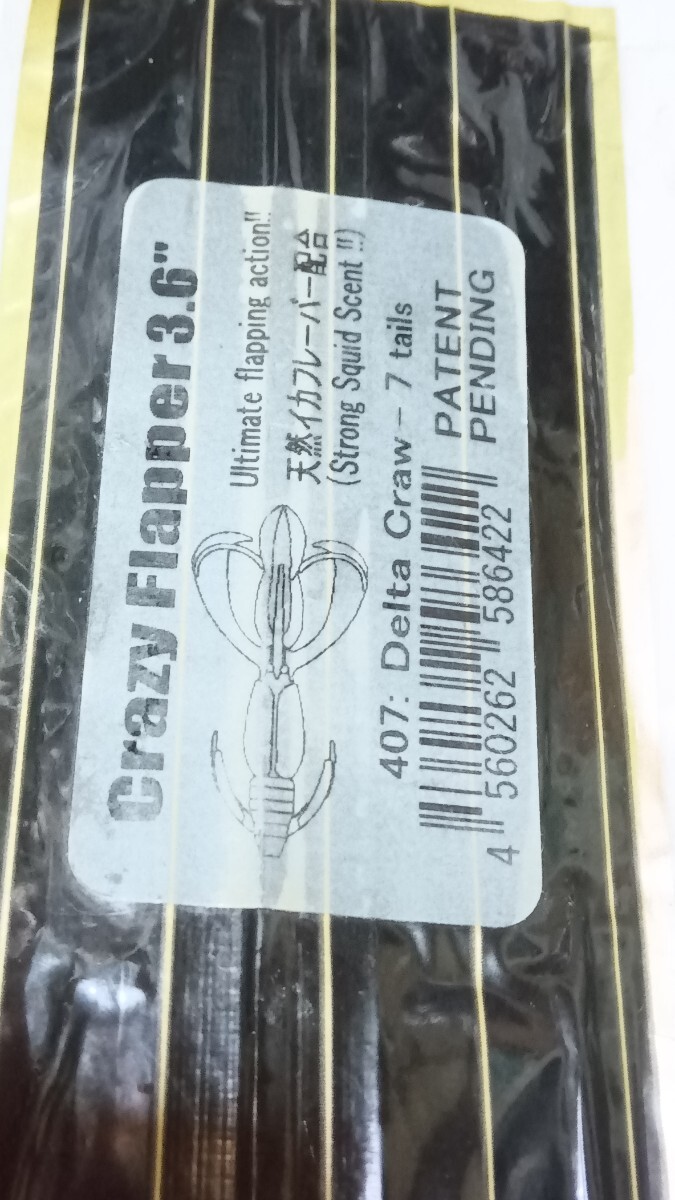 Crazy Flapper 3.6"
Ultimate flapping action!!
天然イカフレーバー配合
(Strong Squid Scent !!)
407: Delta Craw – 7 tails
PATENT
PENDING
4 560262 586422